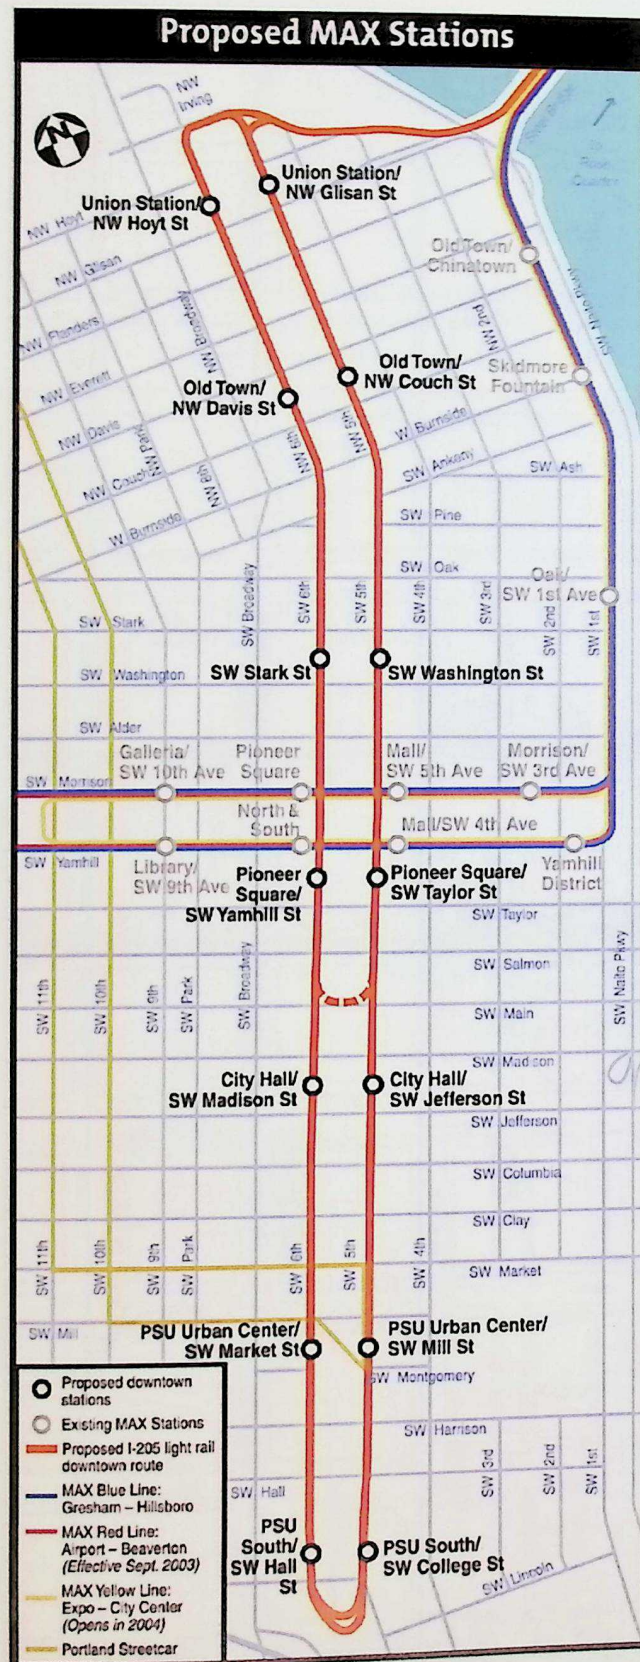 Proposed MAX Stations
NW
Irving
N
Union Station/
NW Glisan St
Union Station/
NW Hoyt St
NW Hoyt
NW Glisan
Old Town/
Chinatown
NW Flanders
NW Broadway
NW 2nd
SW Naito Pkwy
Old Town/
NW Couch St
Skidmore
Fountain
NW Everett
Old Town/
NW Davis St
NW Davis
NW Park
NW 8th
NW 6th
NW 5th
W Burnside
NW Couch
SW Ankeny
SW Ash
W Burnside
SW Pine
SW Oak
Oak/
SW 1st Ave
SW Broadway
SW 6th
SW 5th
SW 4th
SW 3rd
SW 2nd
SW 1st
SW Stark
SW Stark St
SW Washington St
SW Washington
SW Alder
Galleria/
SW 10th Ave
Pioneer
Square
Mall/
SW 5th Ave
Morrison/
SW 3rd Ave
SW Morrison
North &
South
Mall/SW 4th Ave
SW Yamhill
Library/
SW 9th Ave
Pioneer
Square/
SW Yamhill St
Pioneer Square/
SW Taylor St
Yamhill
District
SW Taylor
SW Salmon
SW 11th
SW 10th
SW 9th
SW Park
SW Broadway
SW Naito Pkwy
SW Main
SW Madison
City Hall/
SW Madison St
City Hall/
SW Jefferson St
SW Jefferson
SW Columbia
SW Clay
SW 11th
SW 10th
SW 9th
SW Park
SW 6th
SW 5th
SW 4th
SW Market
SW Mill
PSU Urban Center/
SW Market St
PSU Urban Center/
SW Mill St
SW Montgomery
SW Harrison
SW 3rd
SW 2nd
SW 1st
SW Hall
PSU
South/
SW Hall
St
PSU South/
SW College St
SW Lincoln
Proposed downtown
stations
Existing MAX Stations
Proposed I-205 light rail
downtown route
MAX Blue Line:
Gresham – Hillsboro
MAX Red Line:
Airport – Beaverton
(Effective Sept. 2003)
MAX Yellow Line:
Expo – City Center
(Opens in 2004)
Portland Streetcar